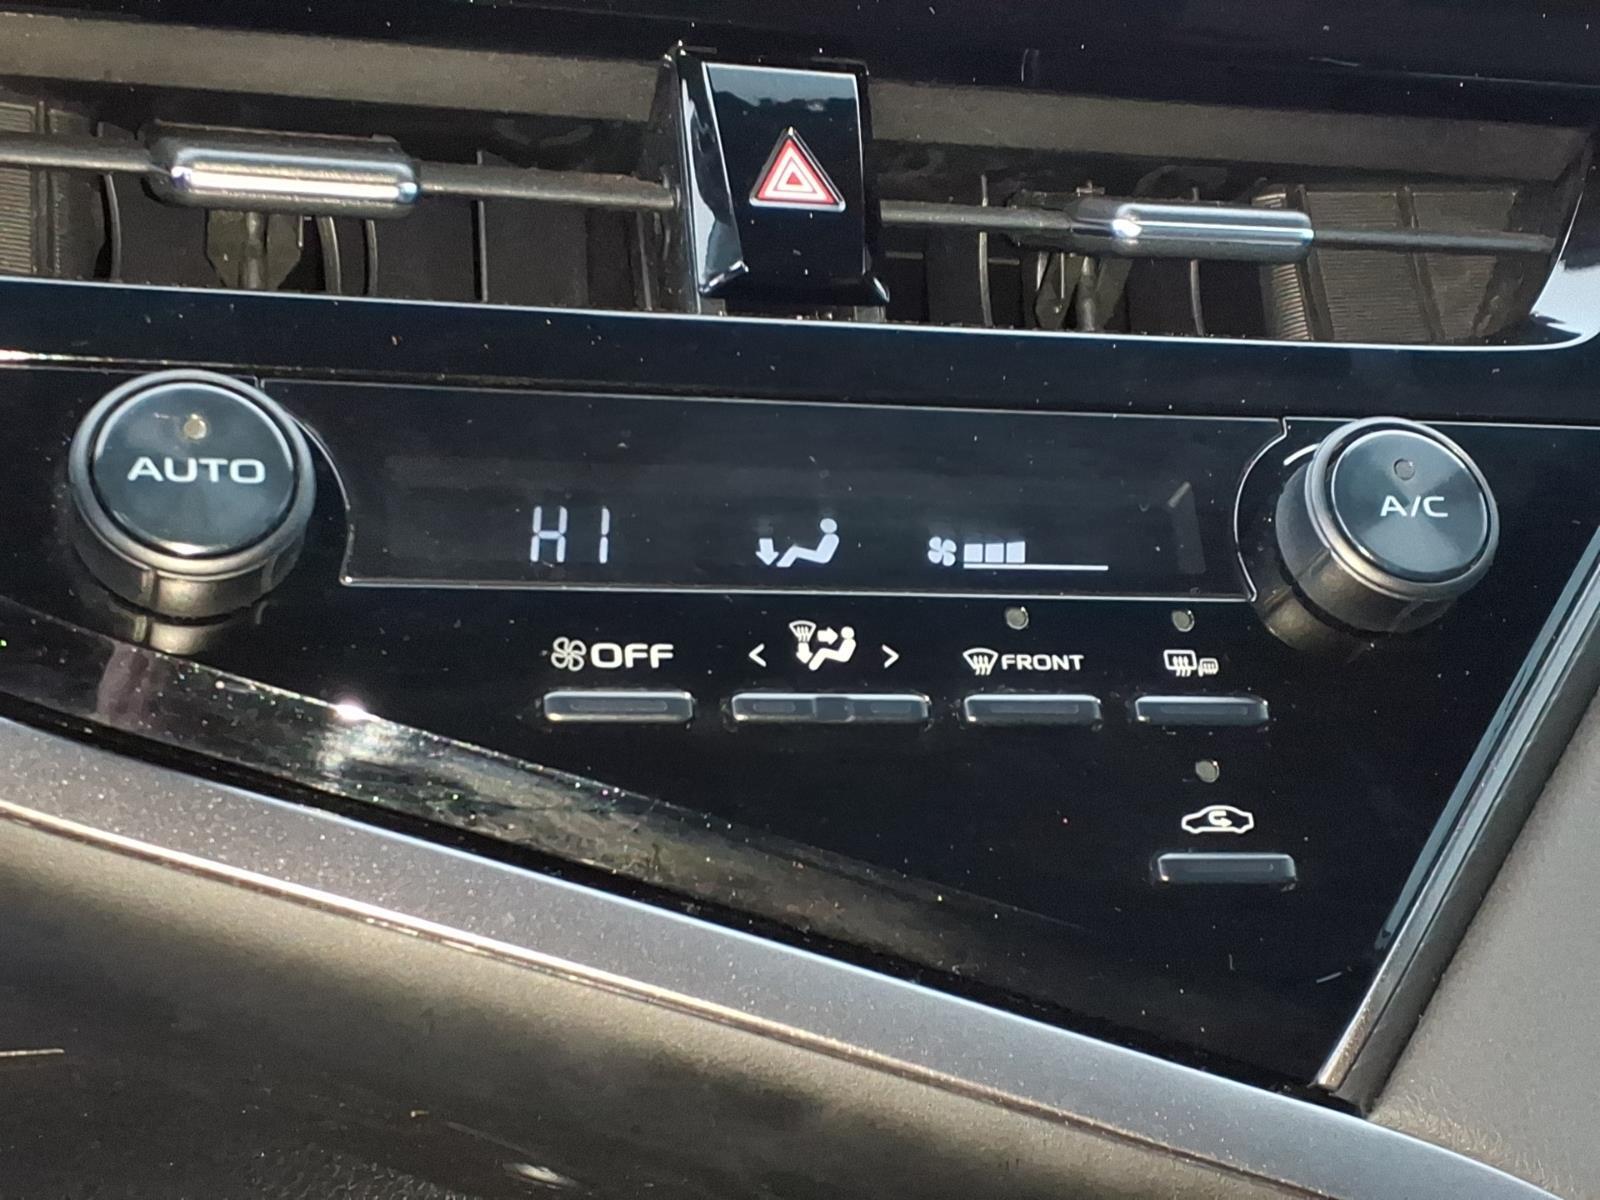 AUTO
A/C
HI
OFF
< >
FRONT